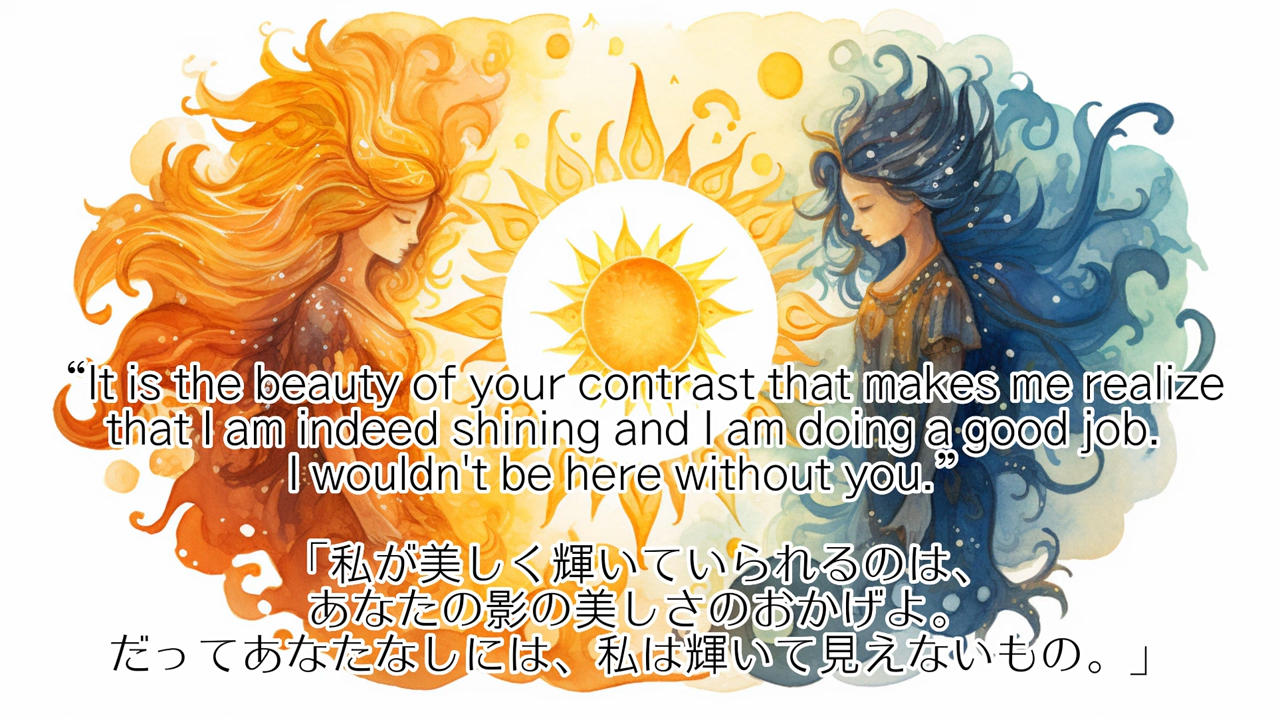 “It is the beauty of your contrast that makes me realize
that I am indeed shining and I am doing a good job.
I wouldn't be here without you.”
「私が美しく輝いていられるのは、
あなたの影の美しさのおかげよ。
だってあなたなしには、私は輝いて見えないもの。」